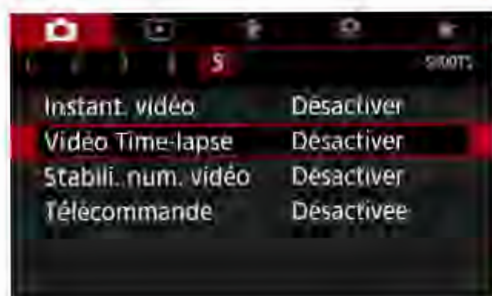 5
SHOOT5
Instant. vidéo Désactiver
Vidéo Time-lapse Désactiver
Stabili. num. vidéo Désactiver
Télécommande Désactivée